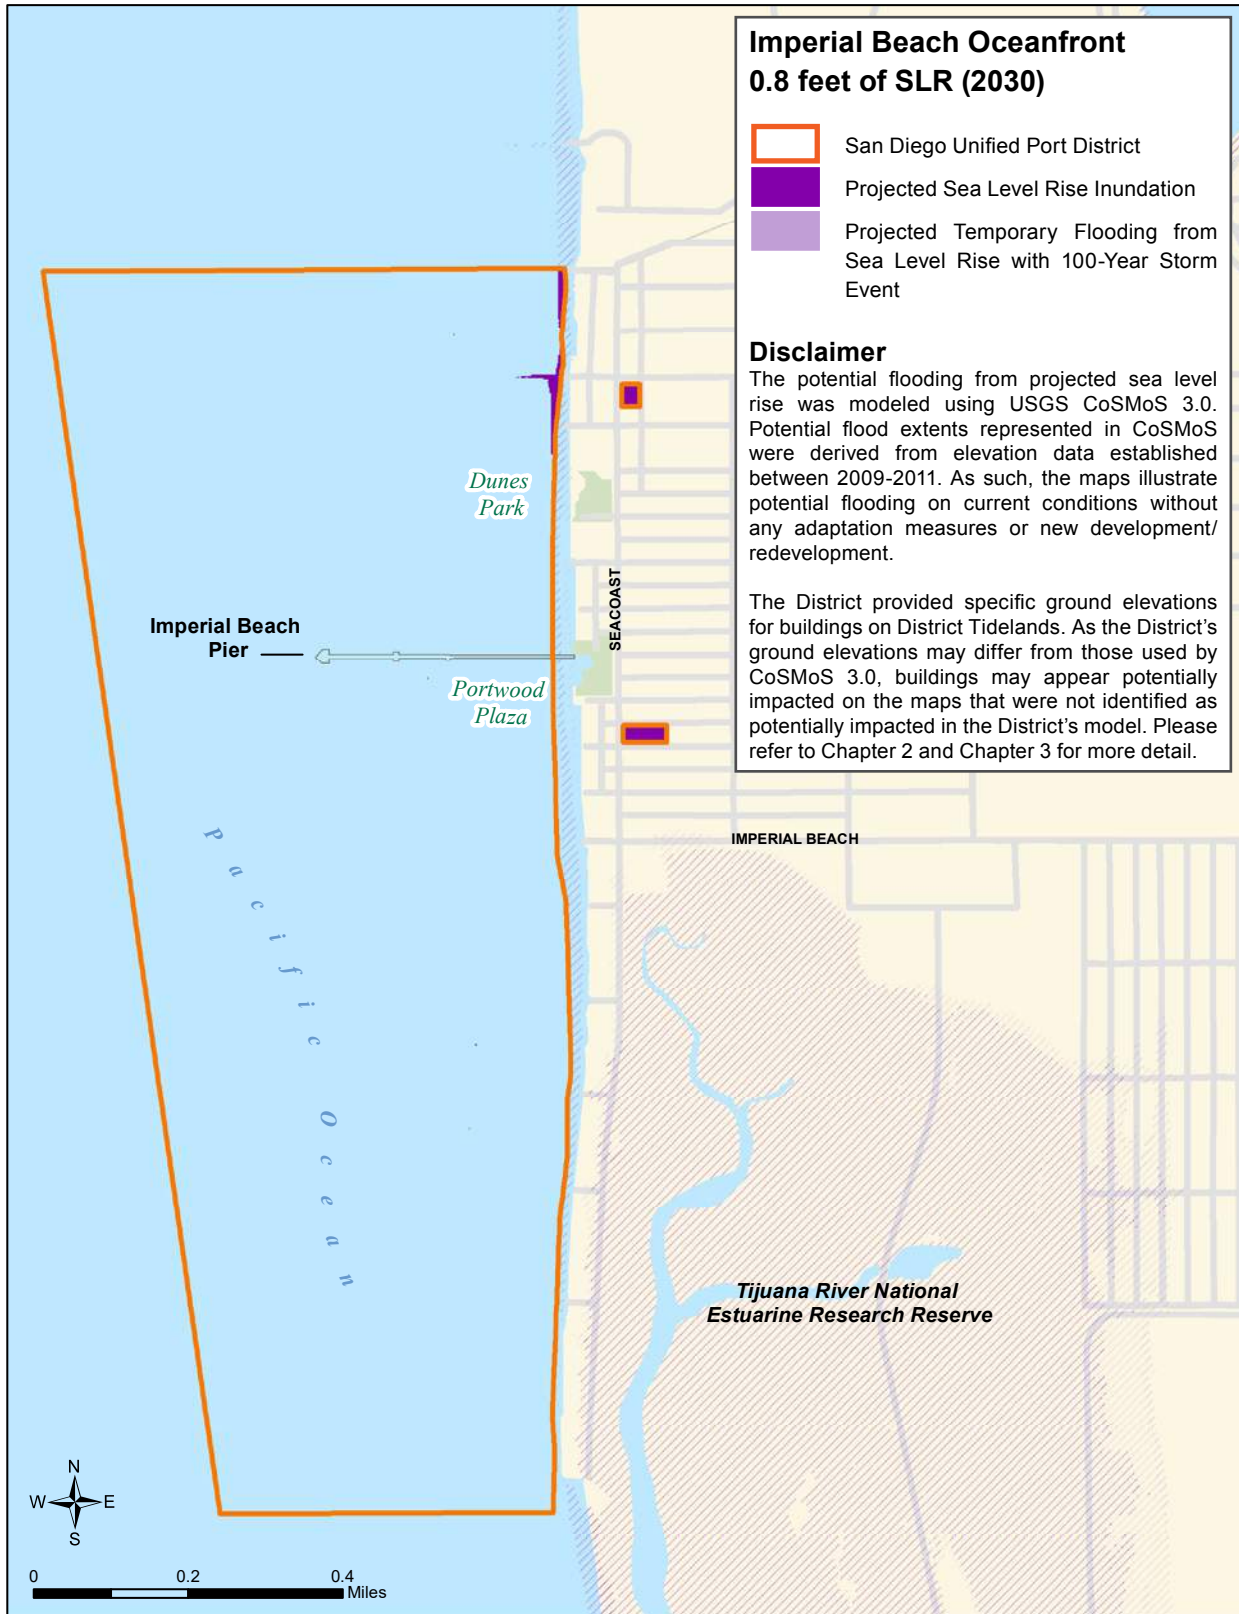 Imperial Beach Oceanfront
0.8 feet of SLR (2030)
San Diego Unified Port District
Projected Sea Level Rise Inundation
Projected Temporary Flooding from
Sea Level Rise with 100-Year Storm
Event
Disclaimer
The potential flooding from projected sea level
rise was modeled using USGS CoSMoS 3.0.
Potential flood extents represented in CoSMoS
were derived from elevation data established
between 2009-2011. As such, the maps illustrate
potential flooding on current conditions without
any adaptation measures or new development/
redevelopment.
The District provided specific ground elevations
for buildings on District Tidelands. As the District's
ground elevations may differ from those used by
CoSMoS 3.0, buildings may appear potentially
impacted on the maps that were not identified as
potentially impacted in the District's model. Please
refer to Chapter 2 and Chapter 3 for more detail.
Dunes
Park
SEACOAST
Imperial Beach
Pier
Portwood
Plaza
IMPERIAL BEACH
Pacific Ocean
Tijuana River National
Estuarine Research Reserve
N
W E
S
0 0.2 0.4
Miles